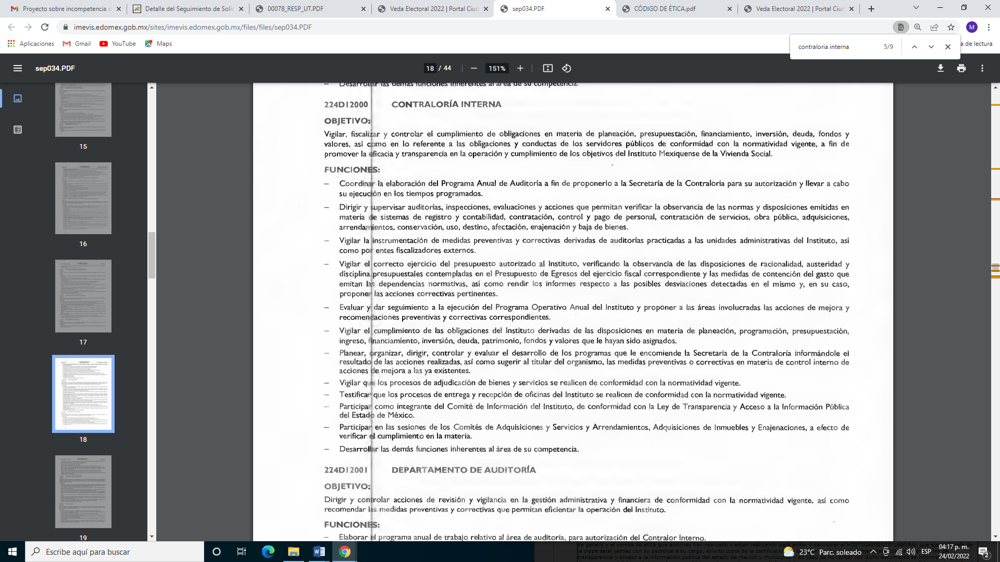 Proyecto sobre incompetencia d
Detalle del Seguimiento de Solic
00078_RESP_UT.PDF
Veda Electoral 2022 | Portal Ciud
sep034.PDF
CÓDIGO DE ÉTICA.pdf
Veda Electoral 2022 | Portal Ciud
imevis.edomex.gob.mx/sites/imevis.edomex.gob.mx/files/files/sep034.PDF
M
Aplicaciones
Gmail
YouTube
Maps
contraloria interna
5/9
a de lectura
sep034.PDF
18 / 44
151%
15
16
17
18
19
– Desarrollar las demás funciones inherentes al área de su competencia.
224D12000 CONTRALORÍA INTERNA
OBJETIVO:
Vigilar, fiscalizar y controlar el cumplimiento de obligaciones en materia de planeación, presupuestación, financiamiento, inversión, deuda, fondos y
valores, así como en lo referente a las obligaciones y conductas de los servidores públicos de conformidad con la normatividad vigente, a fin de
promover la eficacia y transparencia en la operación y cumplimiento de los objetivos del Instituto Mexiquense de la Vivienda Social.
FUNCIONES:
– Coordinar la elaboración del Programa Anual de Auditoría a fin de proponerlo a la Secretaría de la Contraloría para su autorización y llevar a cabo
su ejecución en los tiempos programados.
– Dirigir y supervisar auditorías, inspecciones, evaluaciones y acciones que permitan verificar la observancia de las normas y disposiciones emitidas en
materia de sistemas de registro y contabilidad, contratación, control y pago de personal, contratación de servicios, obra pública, adquisiciones,
arrendamientos, conservación, uso, destino, afectación, enajenación y baja de bienes.
– Vigilar la instrumentación de medidas preventivas y correctivas derivadas de auditorías practicadas a las unidades administrativas del Instituto, así
como por entes fiscalizadores externos.
– Vigilar el correcto ejercicio del presupuesto autorizado al Instituto, verificando la observancia de las disposiciones de racionalidad, austeridad y
disciplina presupuestales contempladas en el Presupuesto de Egresos del ejercicio fiscal correspondiente y las medidas de contención del gasto que
emitan las dependencias normativas, así como rendir los informes respecto a las posibles desviaciones detectadas en el mismo y, en su caso,
proponer las acciones correctivas pertinentes.
– Evaluar y dar seguimiento a la ejecución del Programa Operativo Anual del Instituto y proponer a las áreas involucradas las acciones de mejora y
recomendaciones preventivas y correctivas correspondientes.
– Vigilar el cumplimiento de las obligaciones del Instituto derivadas de las disposiciones en materia de planeación, programación, presupuestación,
ingreso, financiamiento, inversión, deuda, patrimonio, fondos y valores que le hayan sido asignados.
– Planear, organizar, dirigir, controlar y evaluar el desarrollo de los programas que le encomiende la Secretaría de la Contraloría informándole el
resultado de las acciones realizadas, así como sugerir al titular del organismo, las medidas preventivas o correctivas en materia de control interno de
acciones de mejora a las ya existentes.
– Vigilar que los procesos de adjudicación de bienes y servicios se realicen de conformidad con la normatividad vigente.
– Testificar que los procesos de entrega y recepción de oficinas del Instituto se realicen de conformidad con la normatividad vigente.
– Participar como integrante del Comité de Información del Instituto, de conformidad con la Ley de Transparencia y Acceso a la Información Pública
del Estado de México.
– Participar en las sesiones de los Comités de Adquisiciones y Servicios y Arrendamientos, Adquisiciones de Inmuebles y Enajenaciones, a efecto de
verificar el cumplimiento en la materia.
– Desarrollar las demás funciones inherentes al área de su competencia.
224D12001 DEPARTAMENTO DE AUDITORÍA
OBJETIVO:
Dirigir y controlar acciones de revisión y vigilancia en la gestión administrativa y financiera de conformidad con la normatividad vigente, así como
recomendar las medidas preventivas y correctivas que permitan eficientar la operación del Instituto.
FUNCIONES:
– Elaborar el programa anual de trabajo relativo al área de auditoría, para autorización del Contralor Interno.
Escribe aquí para buscar
23°C Parc. soleado
ESP
04:17 p. m.
24/02/2022
2